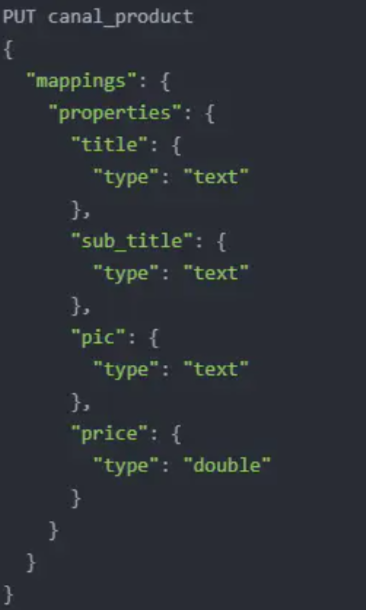 PUT canal_product
{
  "mappings": {
    "properties": {
      "title": {
        "type": "text"
      },
      "sub_title": {
        "type": "text"
      },
      "pic": {
        "type": "text"
      },
      "price": {
        "type": "double"
      }
    }
  }
}